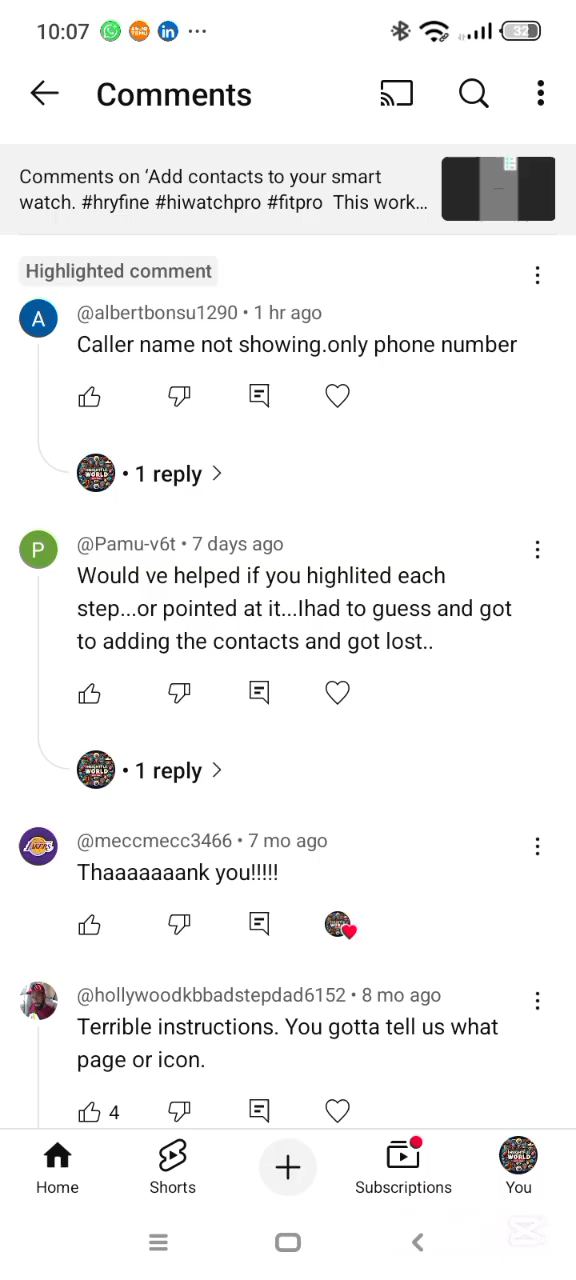 10:07
in
32
Comments
Comments on ‘Add contacts to your smart
watch. #hryfine #hiwatchpro #fitpro This work...
Highlighted comment
A
@albertbonsu1290 • 1 hr ago
Caller name not showing.only phone number
• 1 reply
P
@Pamu-v6t • 7 days ago
Would ve helped if you highlited each
step...or pointed at it...Ihad to guess and got
to adding the contacts and got lost..
• 1 reply
@meccmecc3466 • 7 mo ago
Thaaaaaaank you!!!!!
@hollywoodkbbadstepdad6152 • 8 mo ago
Terrible instructions. You gotta tell us what
page or icon.
4
Home
Shorts
Subscriptions
You